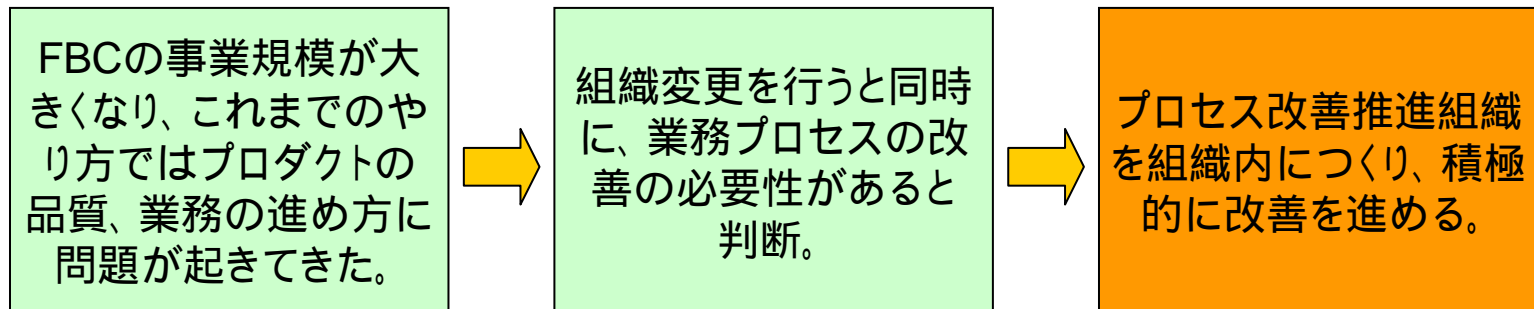 FBCの事業規模が大
きくなり、これまでのや
り方ではプロダクトの
品質、業務の進め方に
問題が起きてきた。
組織変更を行うと同時
に、業務プロセスの改
善の必要性があると
判断。
プロセス改善推進組織
を組織内につくり、積極
的に改善を進める。